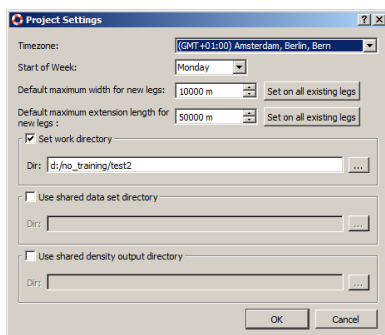 Project Settings
Timezone: (GMT+01:00) Amsterdam, Berlin, Bern
Start of Week: Monday
Default maximum width for new legs: 10000 m Set on all existing legs
Default maximum extension length for new legs : 50000 m Set on all existing legs
Set work directory
Dir: d:/no_training/test2 ...
Use shared data set directory
Dir: ...
Use shared density output directory
Dir: ...
OK Cancel